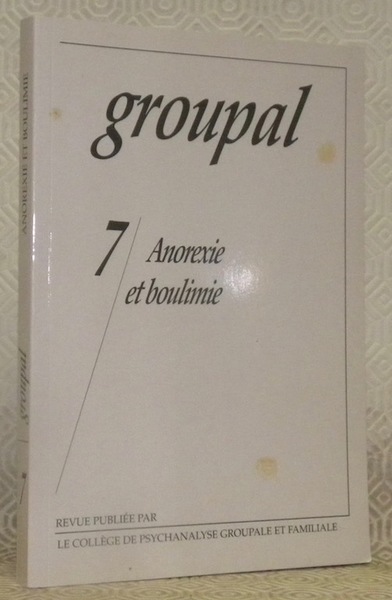 groupal
7 / Anorexie
et boulimie
REVUE PUBLIÉE PAR
LE COLLÈGE DE PSYCHANALYSE GROUPALE ET FAMILIALE
ANOREXIE ET BOULIMIE
groupal